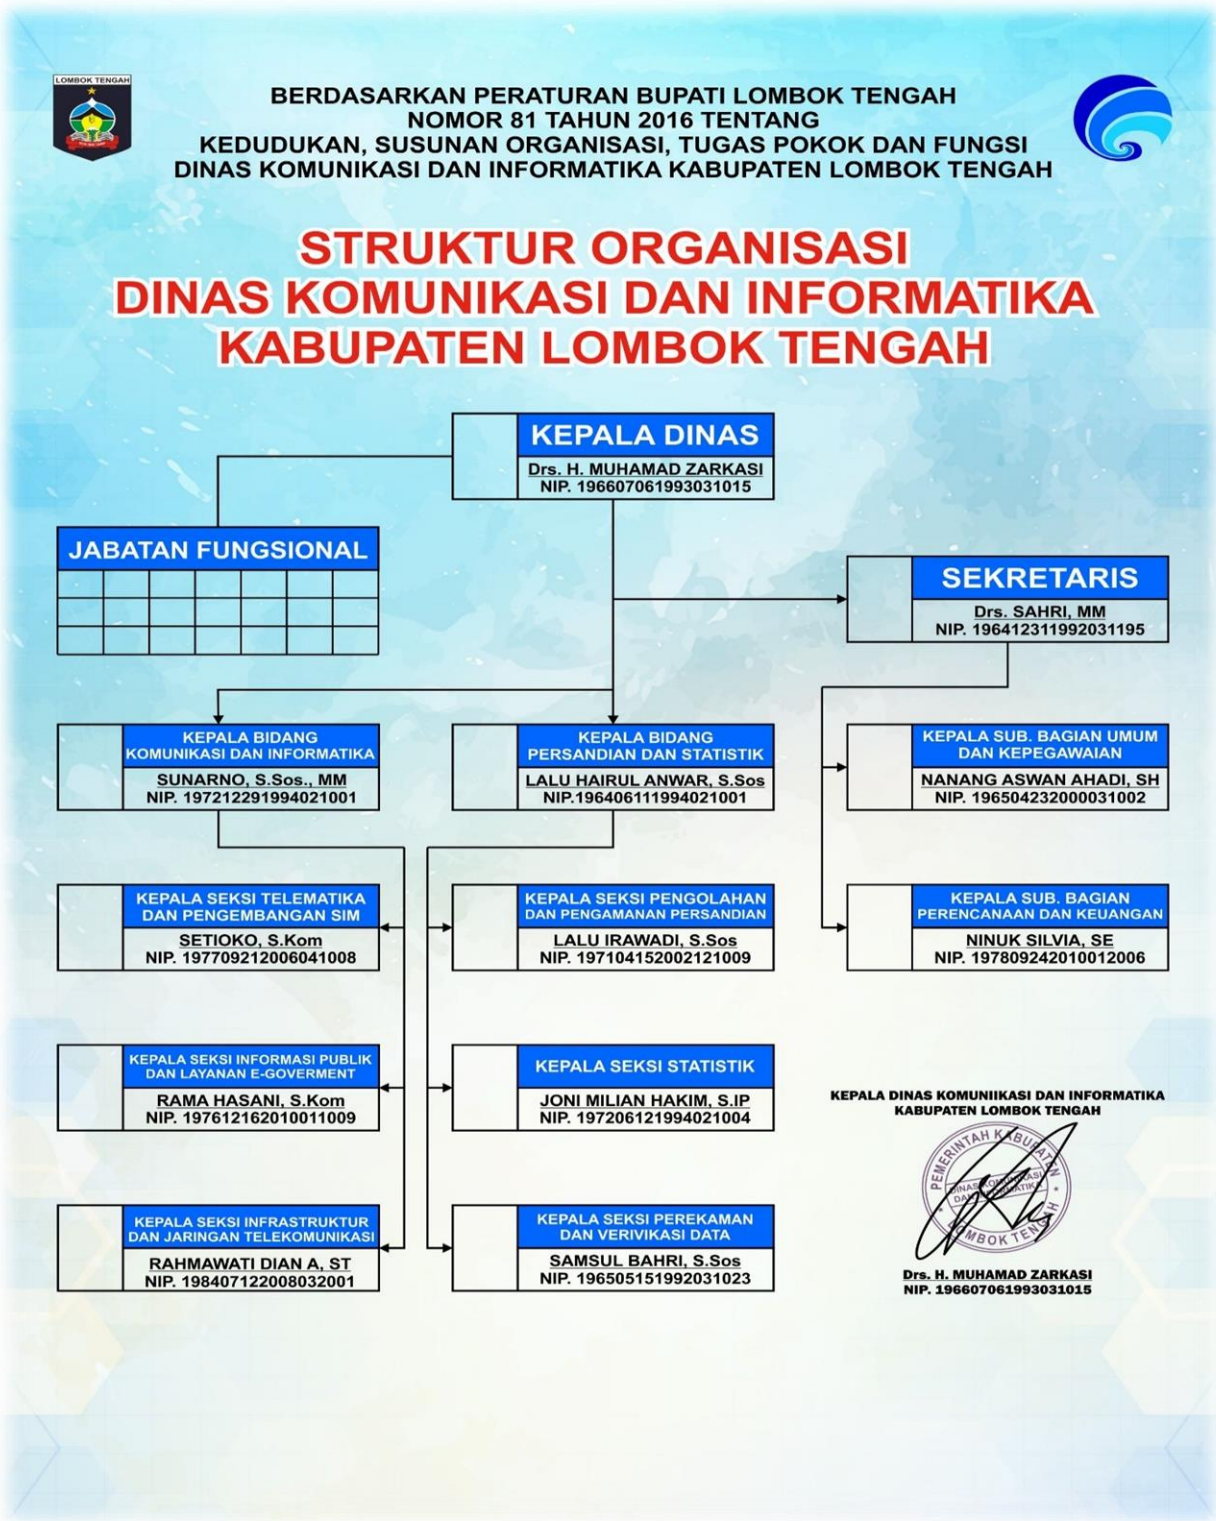 LOMBOK TENGAH
BERDASARKAN PERATURAN BUPATI LOMBOK TENGAH
NOMOR 81 TAHUN 2016 TENTANG
KEDUDUKAN, SUSUNAN ORGANISASI, TUGAS POKOK DAN FUNGSI
DINAS KOMUNIKASI DAN INFORMATIKA KABUPATEN LOMBOK TENGAH
STRUKTUR ORGANISASI
DINAS KOMUNIKASI DAN INFORMATIKA
KABUPATEN LOMBOK TENGAH
KEPALA DINAS
Drs. H. MUHAMAD ZARKASI
NIP. 196607061993031015
JABATAN FUNGSIONAL
SEKRETARIS
Drs. SAHRI, MM
NIP. 196412311992031195
KEPALA BIDANG
KOMUNIKASI DAN INFORMATIKA
SUNARNO, S.Sos., MM
NIP. 197212291994021001
KEPALA BIDANG
PERSANDIAN DAN STATISTIK
LALU HAIRUL ANWAR, S.Sos
NIP.196406111994021001
KEPALA SUB. BAGIAN UMUM
DAN KEPEGAWAIAN
NANANG ASWAN AHADI, SH
NIP. 196504232000031002
KEPALA SEKSI TELEMATIKA
DAN PENGEMBANGAN SIM
SETIOKO, S.Kom
NIP. 197709212006041008
KEPALA SEKSI PENGOLAHAN
DAN PENGAMANAN PERSANDIAN
LALU IRAWADI, S.Sos
NIP. 197104152002121009
KEPALA SUB. BAGIAN
PERENCANAAN DAN KEUANGAN
NINUK SILVIA, SE
NIP. 197809242010012006
KEPALA SEKSI INFORMASI PUBLIK
DAN LAYANAN E-GOVERMENT
RAMA HASANI, S.Kom
NIP. 197612162010011009
KEPALA SEKSI STATISTIK
JONI MILIAN HAKIM, S.IP
NIP. 197206121994021004
KEPALA SEKSI INFRASTRUKTUR
DAN JARINGAN TELEKOMUNIKASI
RAHMAWATI DIAN A, ST
NIP. 198407122008032001
KEPALA SEKSI PEREKAMAN
DAN VERIVIKASI DATA
SAMSUL BAHRI, S.Sos
NIP. 196505151992031023
KEPALA DINAS KOMUNIIKASI DAN INFORMATIKA
KABUPATEN LOMBOK TENGAH
PEMERINTAH KABUPATEN
DINAS KOMUNIKASI
DAN INFORMATIKA
LOMBOK TENGAH
Drs. H. MUHAMAD ZARKASI
NIP. 196607061993031015